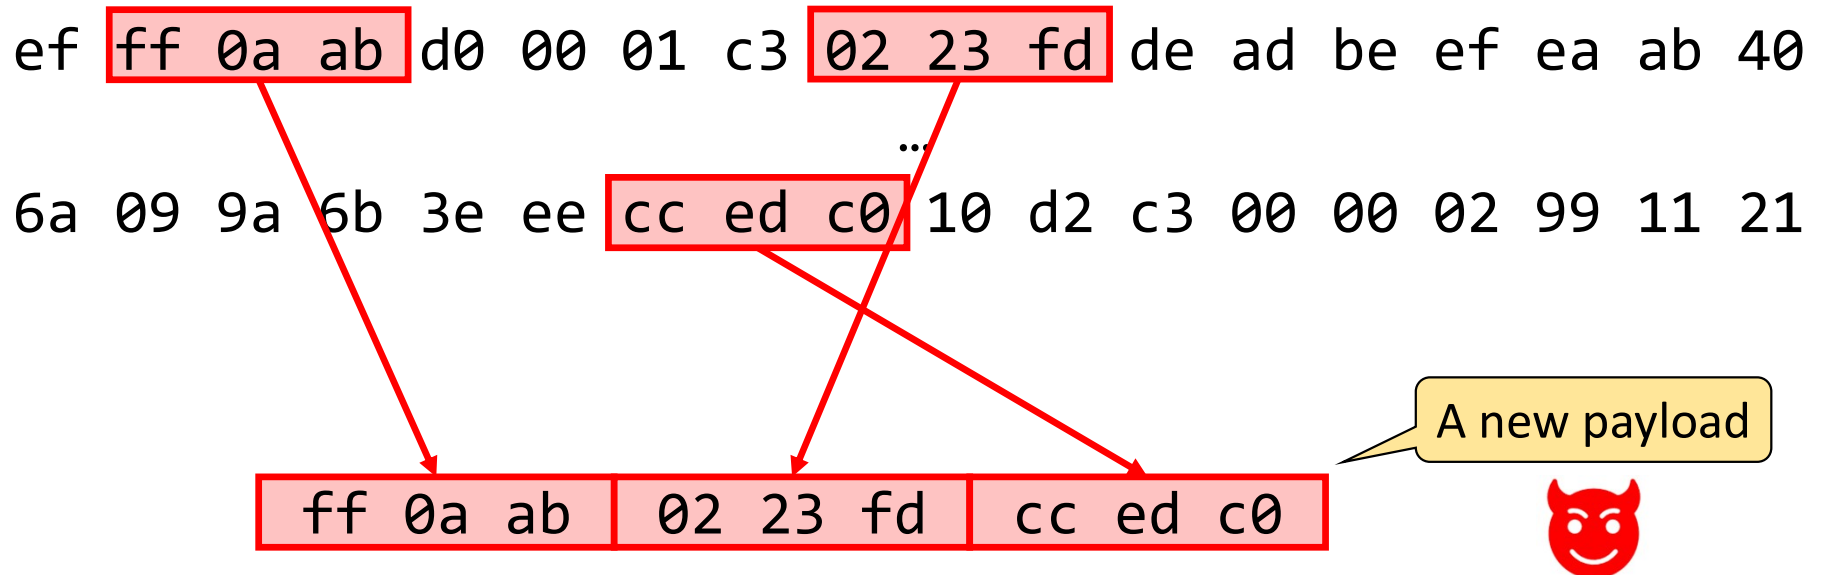 ef ff 0a ab d0 00 01 c3 02 23 fd de ad be ef ea ab 40
…
6a 09 9a 6b 3e ee cc ed c0 10 d2 c3 00 00 02 99 11 21
A new payload
ff 0a ab 02 23 fd cc ed c0